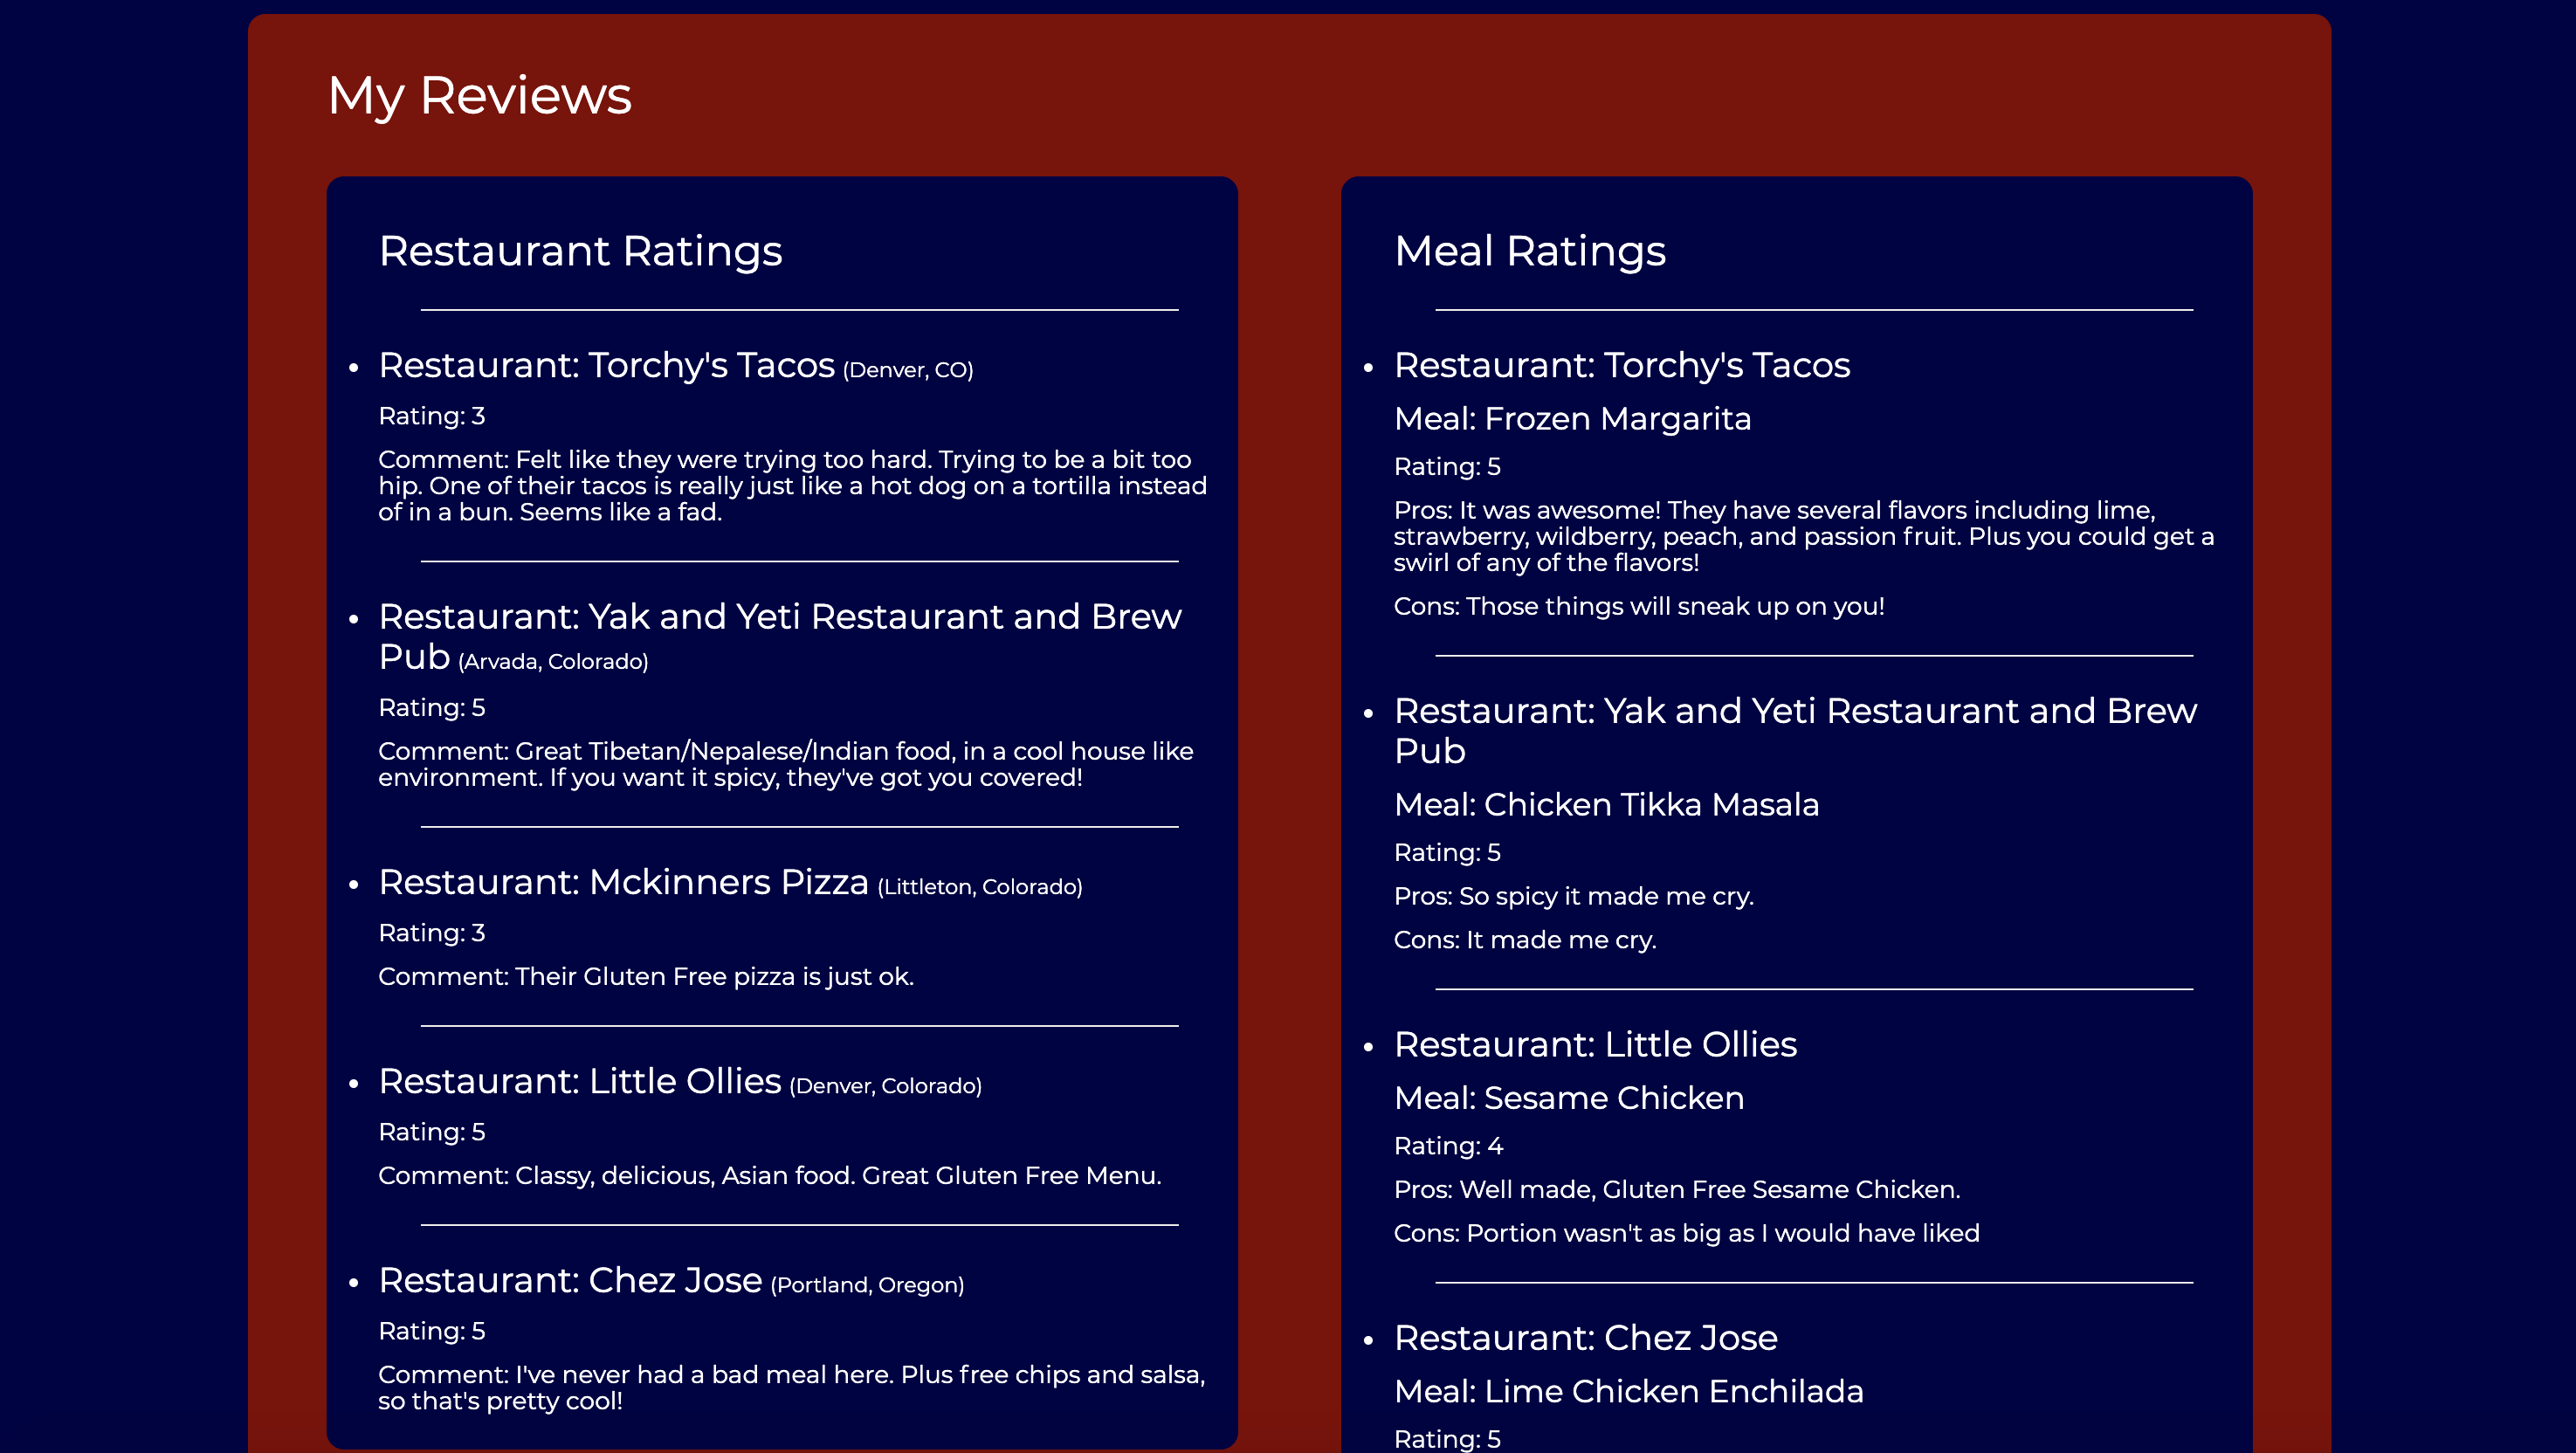 My Reviews
Restaurant Ratings
Restaurant: Torchy's Tacos (Denver, CO)
Rating: 3
Comment: Felt like they were trying too hard. Trying to be a bit too
hip. One of their tacos is really just like a hot dog on a tortilla instead
of in a bun. Seems like a fad.
Restaurant: Yak and Yeti Restaurant and Brew
Pub (Arvada, Colorado)
Rating: 5
Comment: Great Tibetan/Nepalese/Indian food, in a cool house like
environment. If you want it spicy, they've got you covered!
Restaurant: Mckinners Pizza (Littleton, Colorado)
Rating: 3
Comment: Their Gluten Free pizza is just ok.
Restaurant: Little Ollies (Denver, Colorado)
Rating: 5
Comment: Classy, delicious, Asian food. Great Gluten Free Menu.
Restaurant: Chez Jose (Portland, Oregon)
Rating: 5
Comment: I've never had a bad meal here. Plus free chips and salsa,
so that's pretty cool!
Meal Ratings
Restaurant: Torchy's Tacos
Meal: Frozen Margarita
Rating: 5
Pros: It was awesome! They have several flavors including lime,
strawberry, wildberry, peach, and passion fruit. Plus you could get a
swirl of any of the flavors!
Cons: Those things will sneak up on you!
Restaurant: Yak and Yeti Restaurant and Brew
Pub
Meal: Chicken Tikka Masala
Rating: 5
Pros: So spicy it made me cry.
Cons: It made me cry.
Restaurant: Little Ollies
Meal: Sesame Chicken
Rating: 4
Pros: Well made, Gluten Free Sesame Chicken.
Cons: Portion wasn't as big as I would have liked
Restaurant: Chez Jose
Meal: Lime Chicken Enchilada
Rating: 5